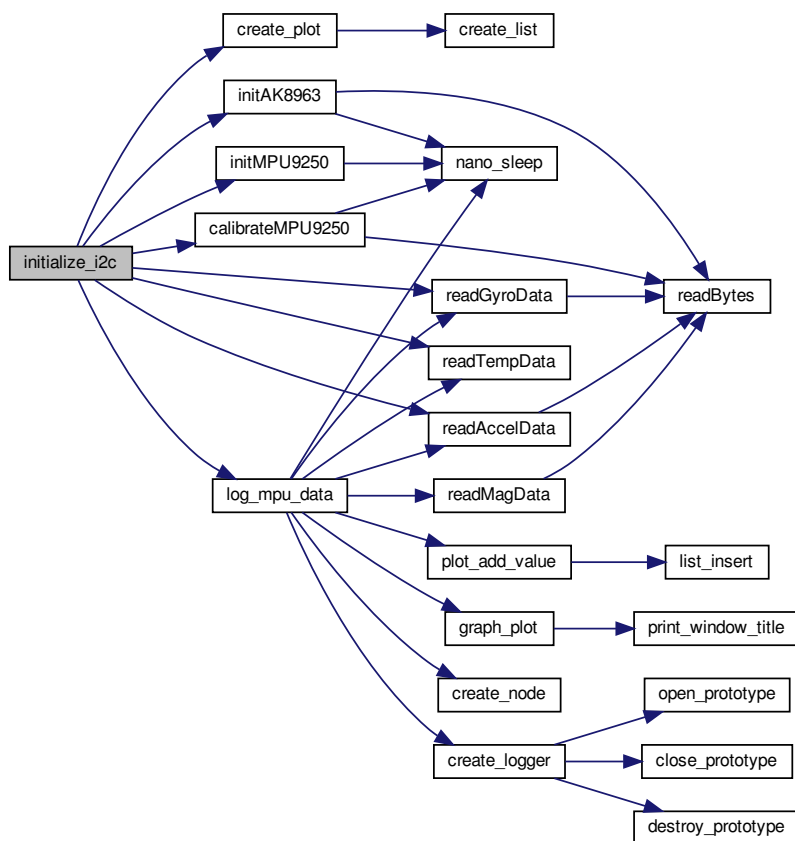 create_plot
create_list
initAK8963
initMPU9250
nano_sleep
calibrateMPU9250
initialize_i2c
readGyroData
readBytes
readTempData
readAccelData
log_mpu_data
readMagData
plot_add_value
list_insert
graph_plot
print_window_title
create_node
open_prototype
create_logger
close_prototype
destroy_prototype